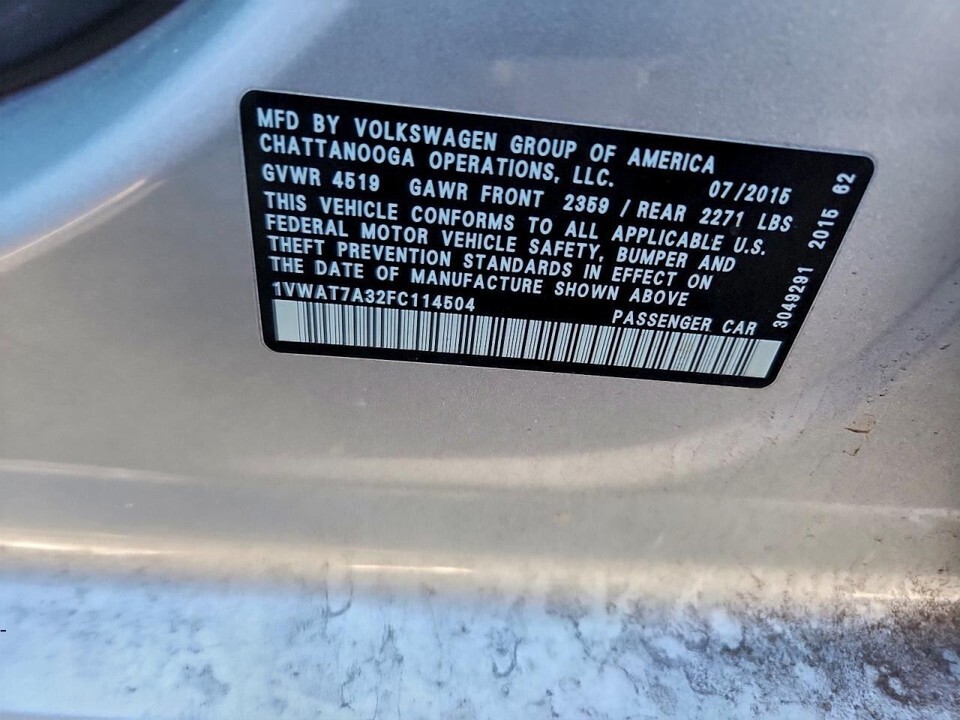 MFD BY VOLKSWAGEN GROUP OF AMERICA
CHATTANOOGA OPERATIONS, LLC.
07/2015
GVWR 4519 GAWR FRONT 2359 / REAR 2271 LBS
THIS VEHICLE CONFORMS TO ALL APPLICABLE U.S.
FEDERAL MOTOR VEHICLE SAFETY, BUMPER AND
THEFT PREVENTION STANDARDS IN EFFECT ON
THE DATE OF MANUFACTURE SHOWN ABOVE
1VWAT7A32FC114504
PASSENGER CAR
3049291 2015 62